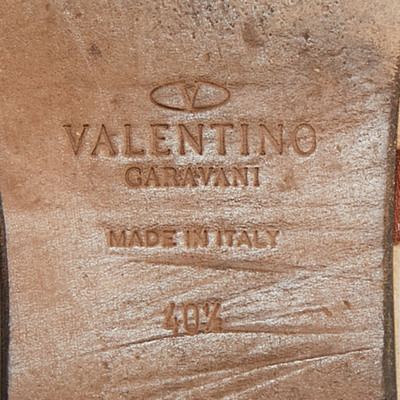 VALENTINO
GARAVANI
MADE IN ITALY
40½